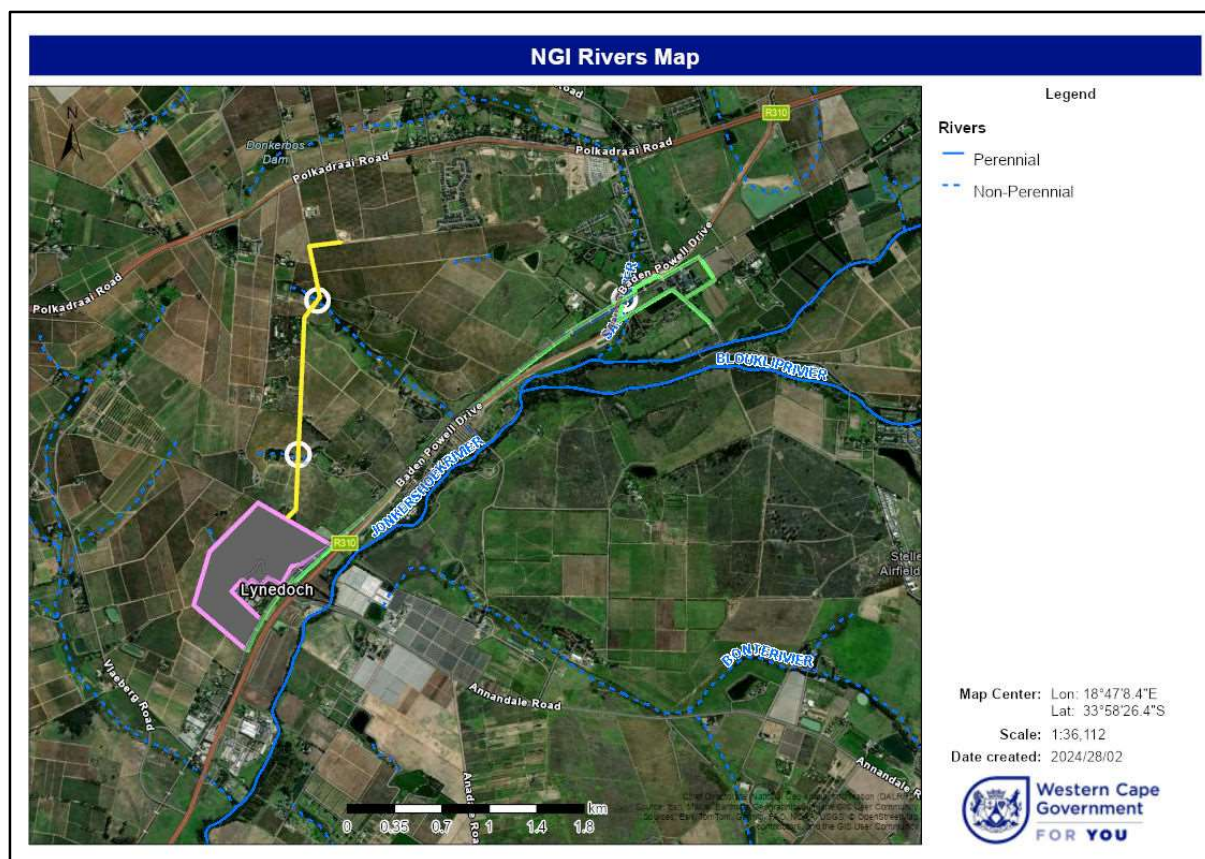 NGI Rivers Map
Legend
Rivers
Perennial
Non-Perennial
N
Road
R310
Donkerbos
Dam
Polkadraai Road
Polkadraai Road
Polkadraai Road
Baden Powell Drive
BLOUKLIPRIVIER
Baden Powell Drive
JONKERSHOEKRIVIER
R310
Stelle
Airfield
Lynedoch
BONTERIVIER
Vlaeberg Road
Annandale Road
Annandale R
km
0 0.35 0.7 1 1.4 1.8
Map Center: Lon: 18°47'8.4"E
Lat: 33°58'26.4"S
Scale: 1:36,112
Date created: 2024/28/02
Western Cape
Government
FOR YOU